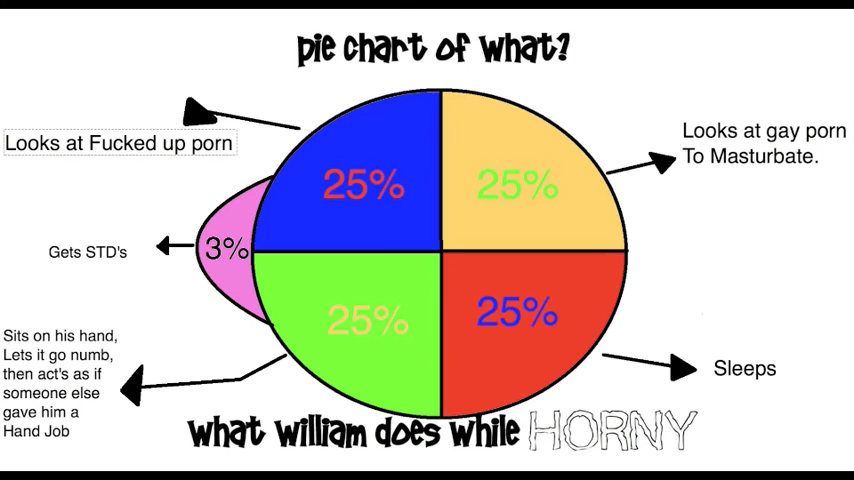 Pie chart of what?
Looks at Fucked up porn
Looks at gay porn
To Masturbate.
25%
25%
3%
Gets STD's
25%
25%
Sits on his hand,
Lets it go numb,
then act's as if
someone else
gave him a
Hand Job
Sleeps
what William does while HORNY